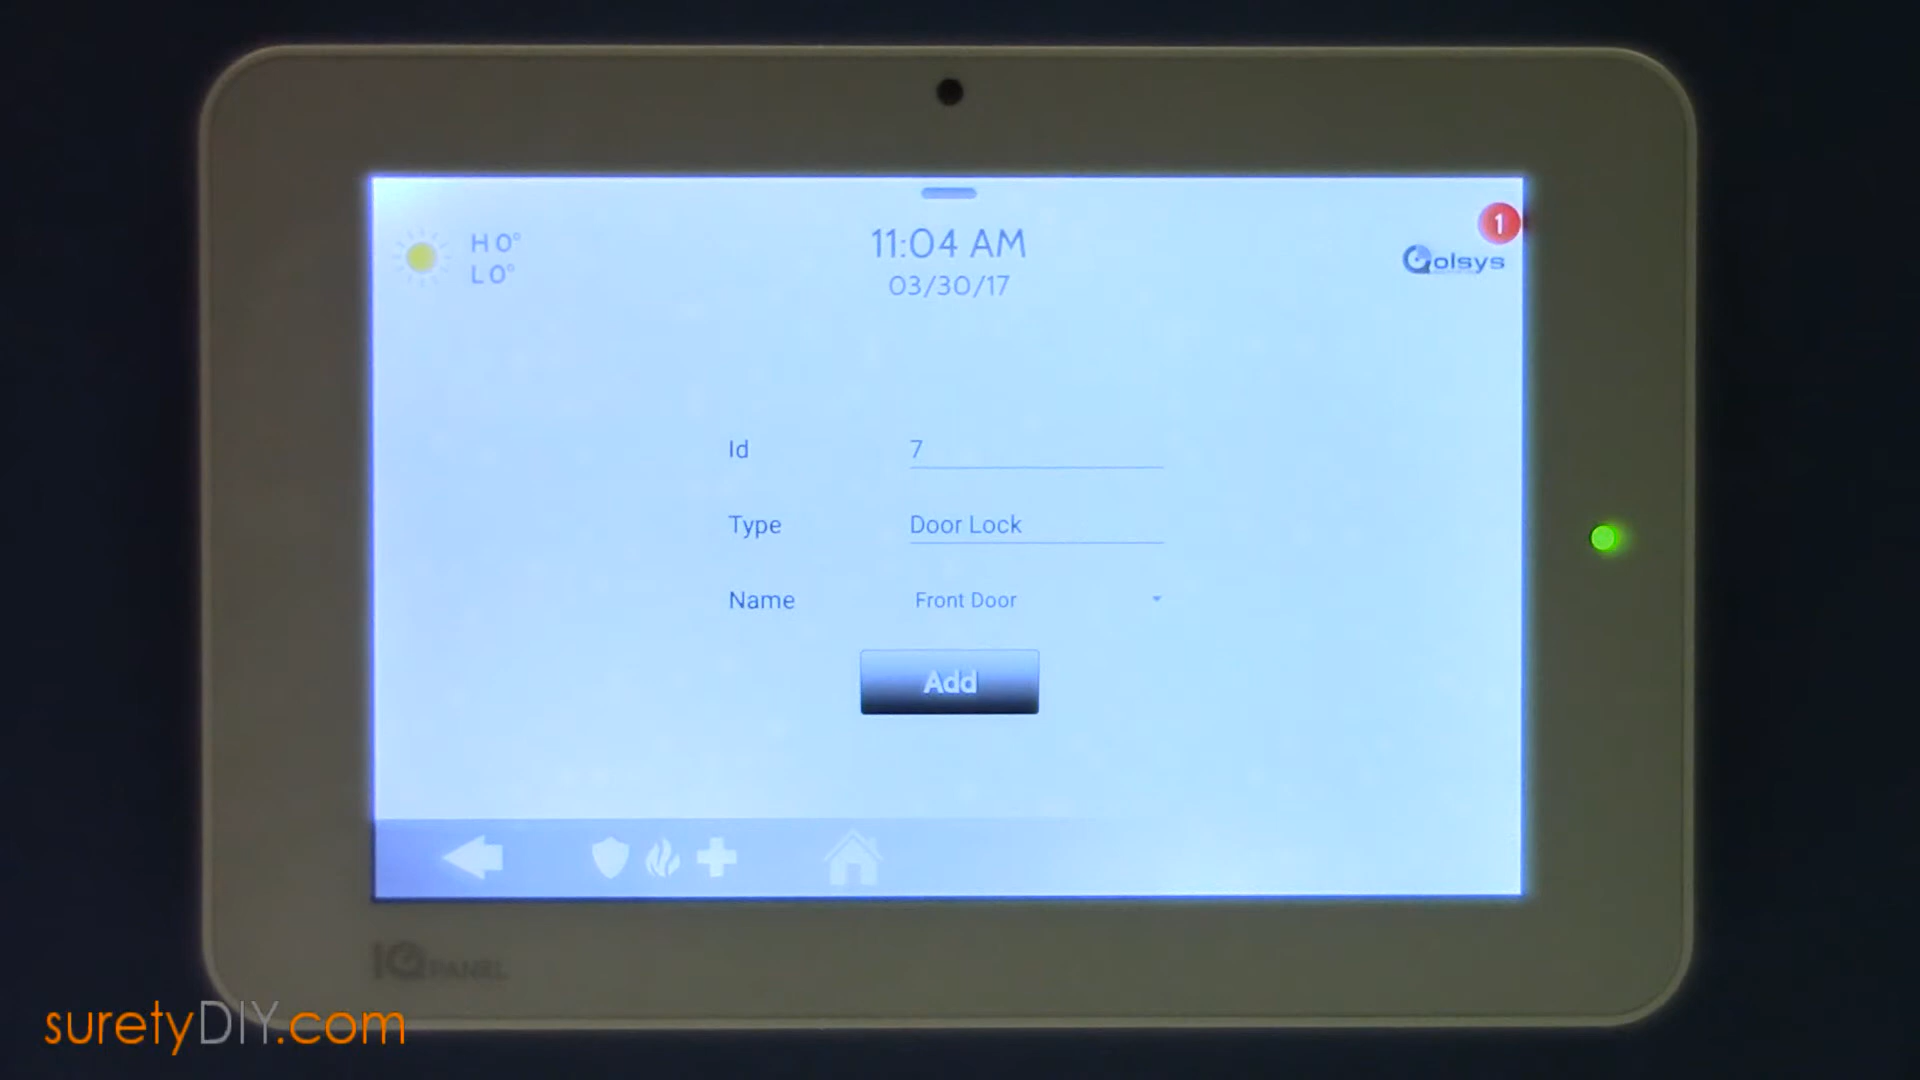 1
H 0°
L 0°
11:04 AM
03/30/17
Qolsys
Id 7
Type Door Lock
Name Front Door
Add
IQ PANEL
suretyDIY.com